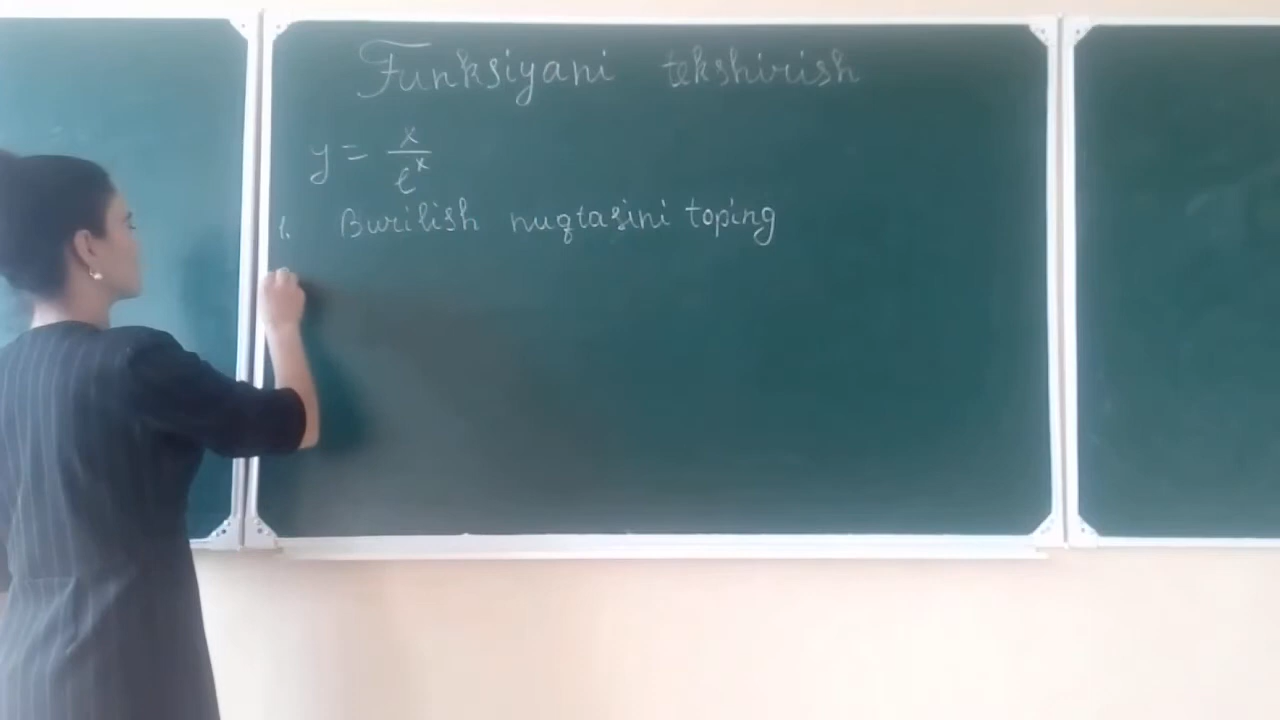 Funksiyani tekshirish
y = x/e^x
1. Burilish nuqtasini toping